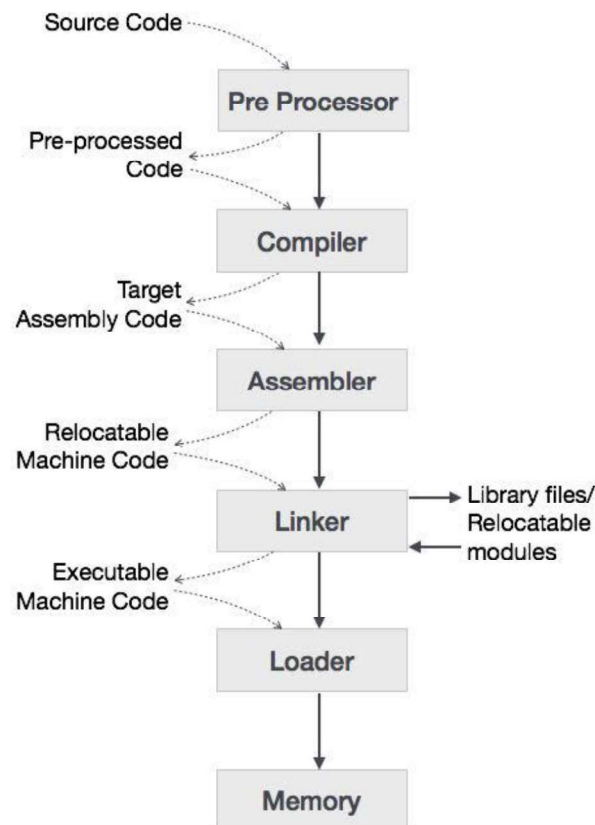 Source Code
Pre Processor
Pre-processed
Code
Compiler
Target
Assembly Code
Assembler
Relocatable
Machine Code
Linker
Library files/
Relocatable
modules
Executable
Machine Code
Loader
Memory